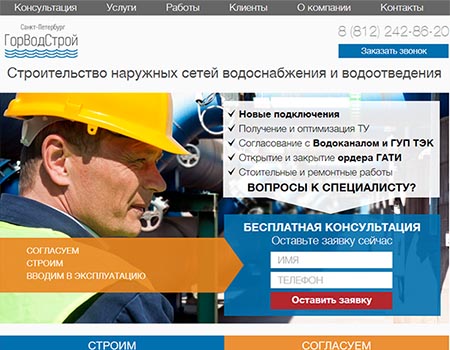 Консультация Услуги Работы Клиенты О компании Контакты
Санкт-Петербург
ГорВодСтрой
8 (812) 242-86-20
Заказать звонок
Строительство наружных сетей водоснабжения и водоотведения
✓ Новые подключения
✓ Получение и оптимизация ТУ
✓ Согласование с Водоканалом и ГУП ТЭК
✓ Открытие и закрытие ордера ГАТИ
✓ Стоительные и ремонтные работы
ВОПРОСЫ К СПЕЦИАЛИСТУ?
БЕСПЛАТНАЯ КОНСУЛЬТАЦИЯ
Оставьте заявку сейчас
ИМЯ
ТЕЛЕФОН
Оставить заявку
СОГЛАСУЕМ
СТРОИМ
ВВОДИМ В ЭКСПЛУАТАЦИЮ
СТРОИМ СОГЛАСУЕМ